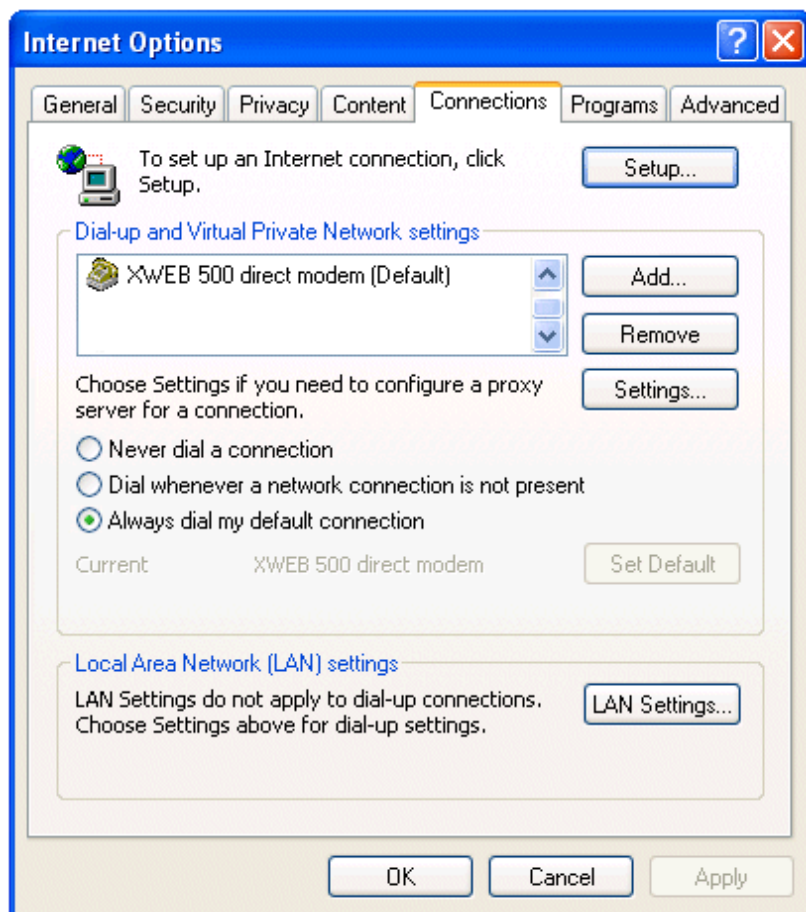 Internet Options
General Security Privacy Content Connections Programs Advanced
To set up an Internet connection, click
Setup.
Setup...
Dial-up and Virtual Private Network settings
XWEB 500 direct modem (Default)
Add...
Remove
Choose Settings if you need to configure a proxy
server for a connection.
Settings...
Never dial a connection
Dial whenever a network connection is not present
Always dial my default connection
Current XWEB 500 direct modem Set Default
Local Area Network (LAN) settings
LAN Settings do not apply to dial-up connections.
Choose Settings above for dial-up settings.
LAN Settings...
OK Cancel Apply